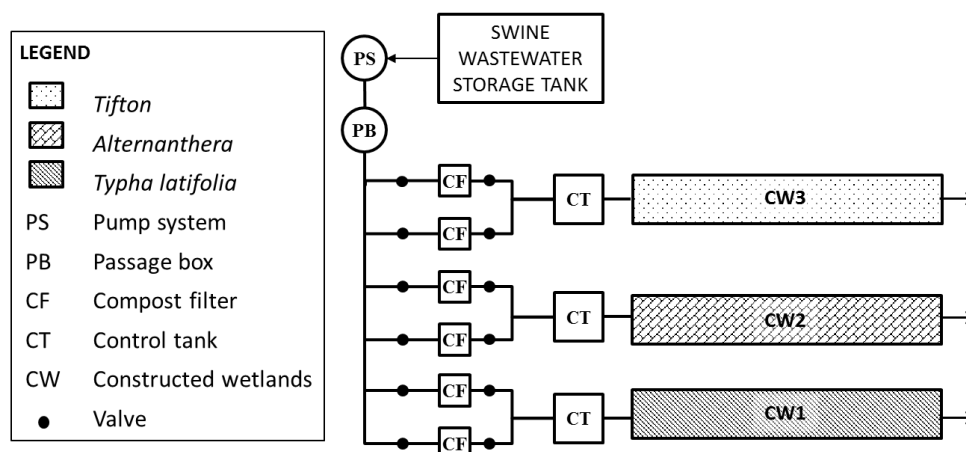 LEGEND
Tifton
Alternanthera
Typha latifolia
PS Pump system
PB Passage box
CF Compost filter
CT Control tank
CW Constructed wetlands
Valve
SWINE
WASTEWATER
STORAGE TANK
PS
PB
CF
CF
CT
CW3
CF
CF
CT
CW2
CF
CF
CT
CW1